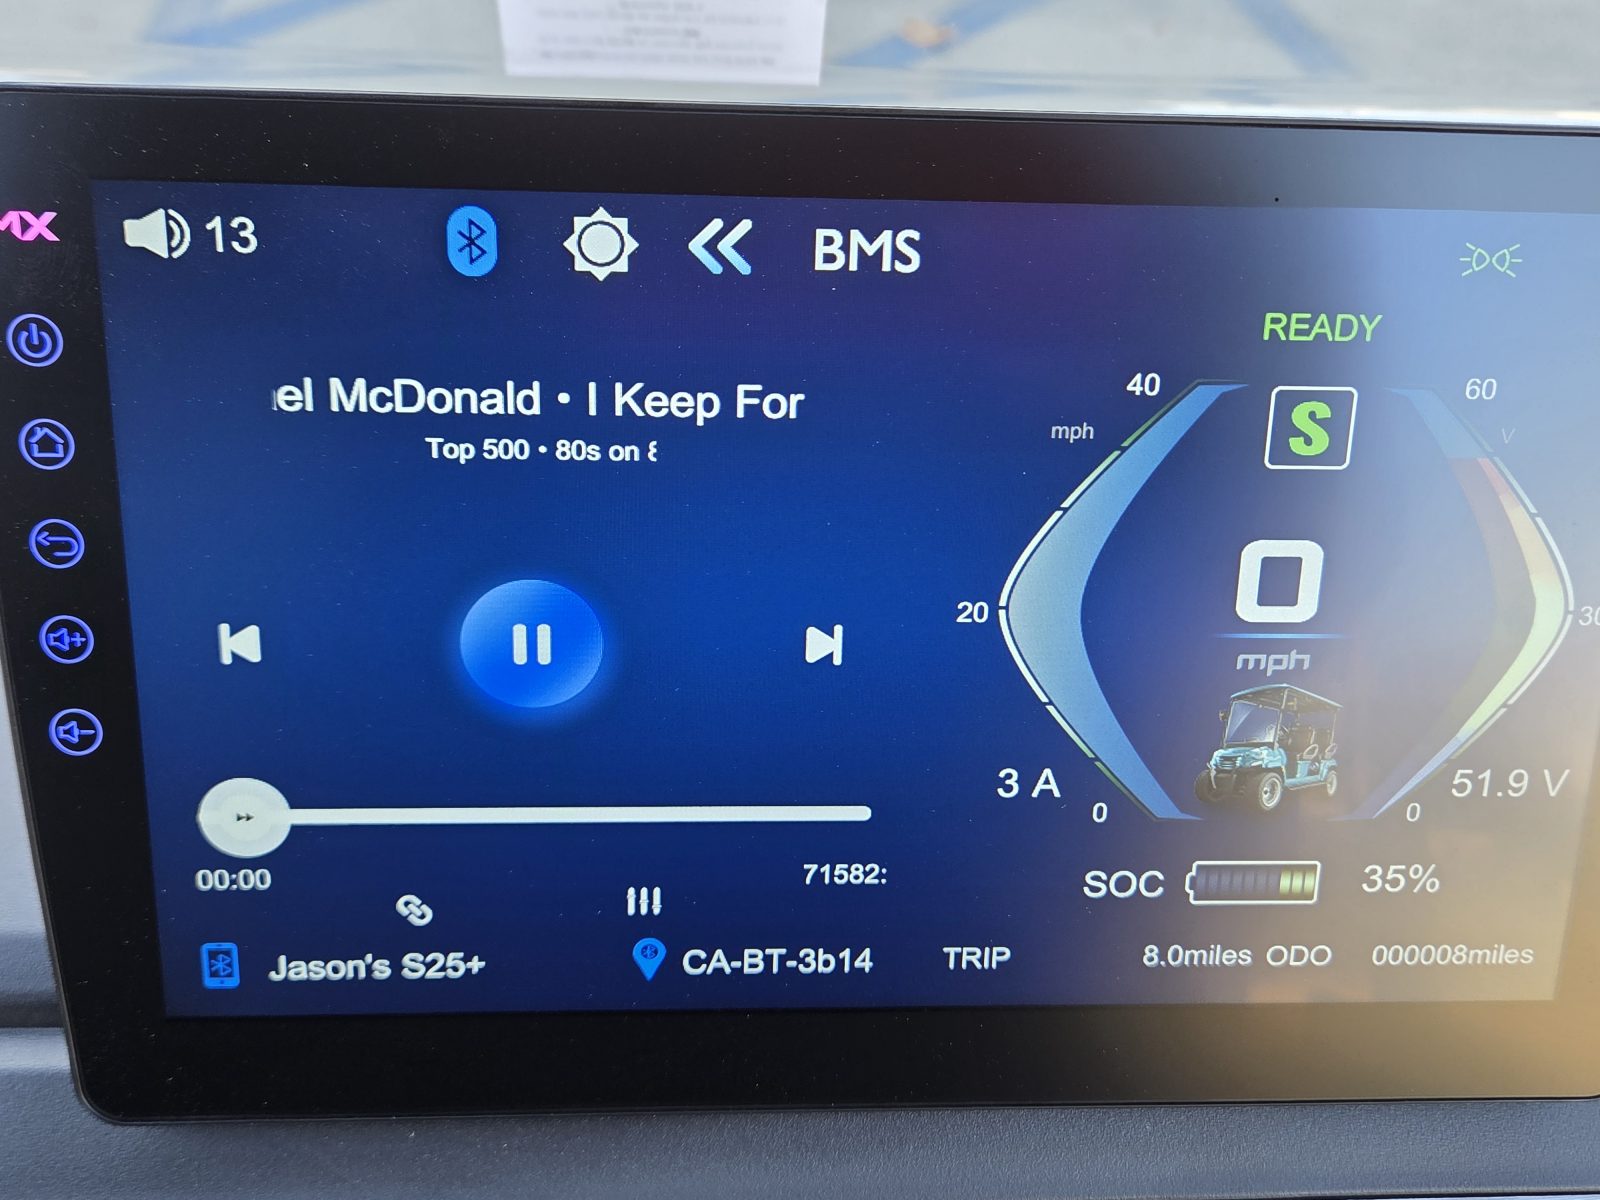 MX
13
BMS
READY
el McDonald • I Keep For
Top 500 • 80s on
40
60
mph
V
S
20
0
mph
30
3 A
0
0
51.9 V
00:00
71582:
SOC
35%
Jason's S25+
CA-BT-3b14
TRIP
8.0miles ODO
000008miles